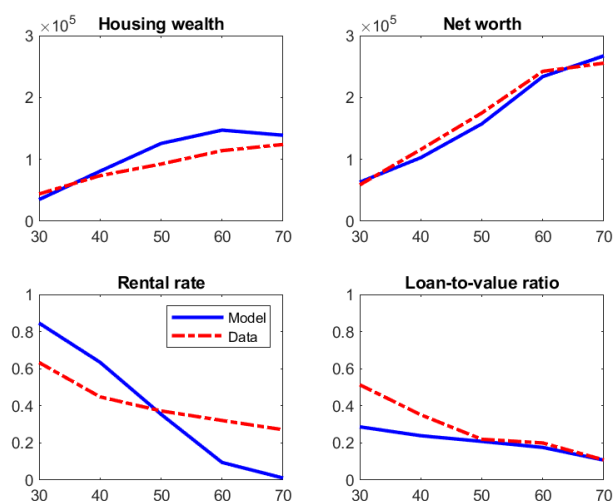 Housing wealth
×10^5
3
2
1
0
30 40 50 60 70
Net worth
×10^5
3
2
1
0
30 40 50 60 70
Rental rate
1
0.8
0.6
0.4
0.2
0
30 40 50 60 70
Model
Data
Loan-to-value ratio
1
0.8
0.6
0.4
0.2
0
30 40 50 60 70